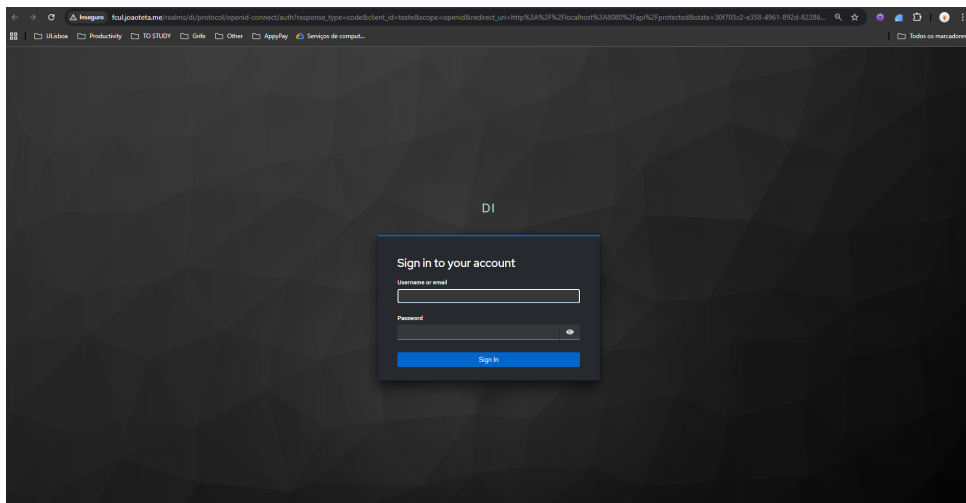 Inseguro fcul.joaoteta.me/realms/di/protocol/openid-connect/auth?response_type=code&client_id=teste&scope=openid&redirect_uri=http%3A%2F%2Flocalhost%3A8080%2Fapi%2Fprotected&state=30f703c2-e358-4961-892d-82286...
ULisboa Productivity TO STUDY Grife Other AppyPay Serviços de comput... Todos os marcadores
DI
Sign in to your account
Username or email
Password
Sign In